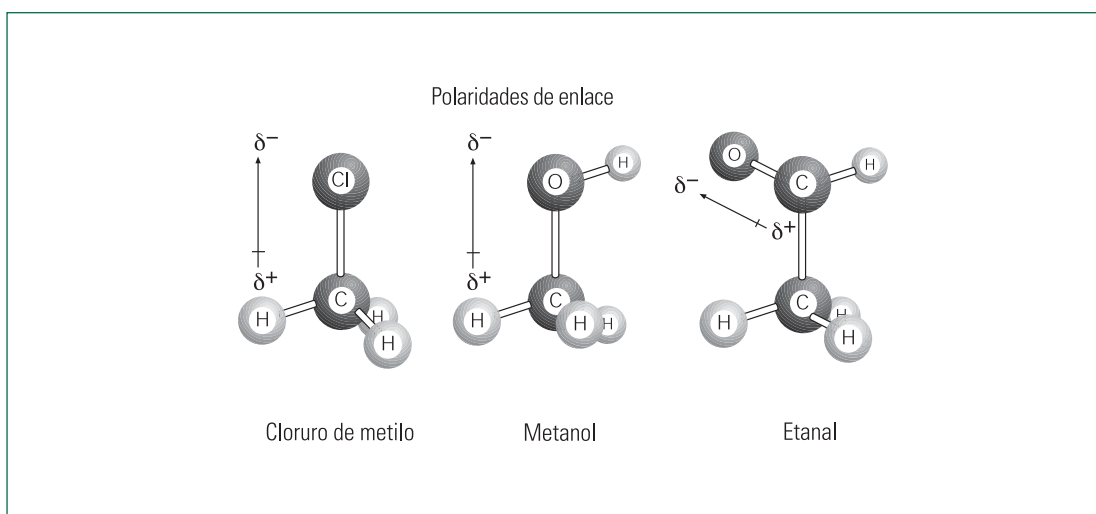 Polaridades de enlace
δ− δ− 
Cl O H O C H
δ−
δ+ δ+ δ+
C C C
H H H H H H H H H
Cloruro de metilo Metanol Etanal